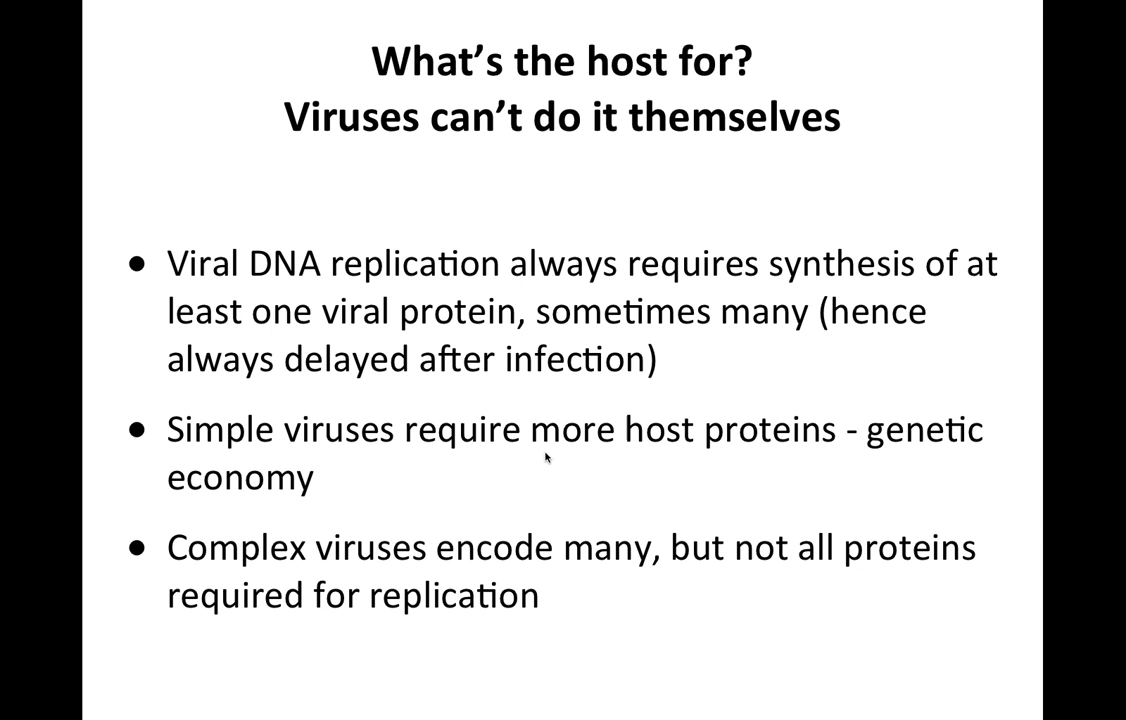 What’s the host for?
Viruses can’t do it themselves
● Viral DNA replication always requires synthesis of at
least one viral protein, sometimes many (hence
always delayed after infection)
● Simple viruses require more host proteins - genetic
economy
● Complex viruses encode many, but not all proteins
required for replication